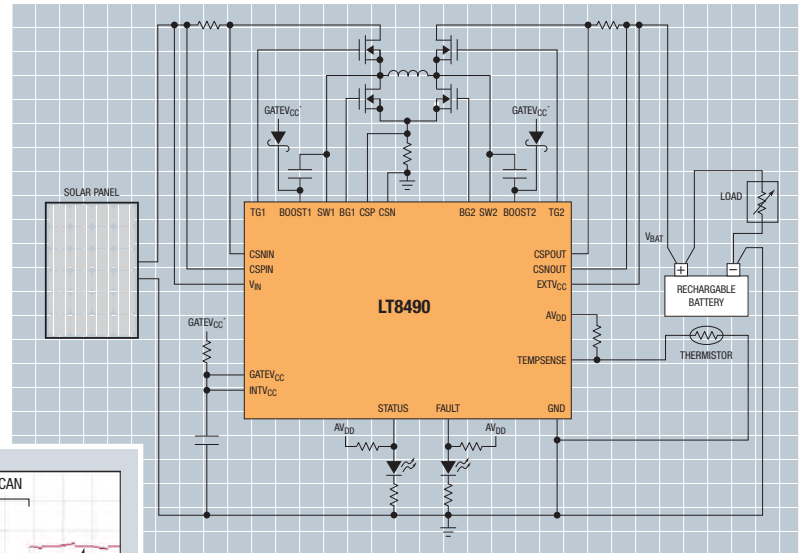 GATEVCC'
GATEVCC'
SOLAR PANEL
LOAD
TG1 BOOST1 SW1 BG1 CSP CSN BG2 SW2 BOOST2 TG2
VBAT
CSNIN
CSPOUT
CSPIN
CSNOUT
VIN
EXTVCC
+
−
RECHARGABLE
BATTERY
LT8490
GATEVCC'
AVDD
TEMPSENSE
THERMISTOR
GATEVCC
INTVCC
STATUS FAULT GND
AVDD
AVDD
CAN